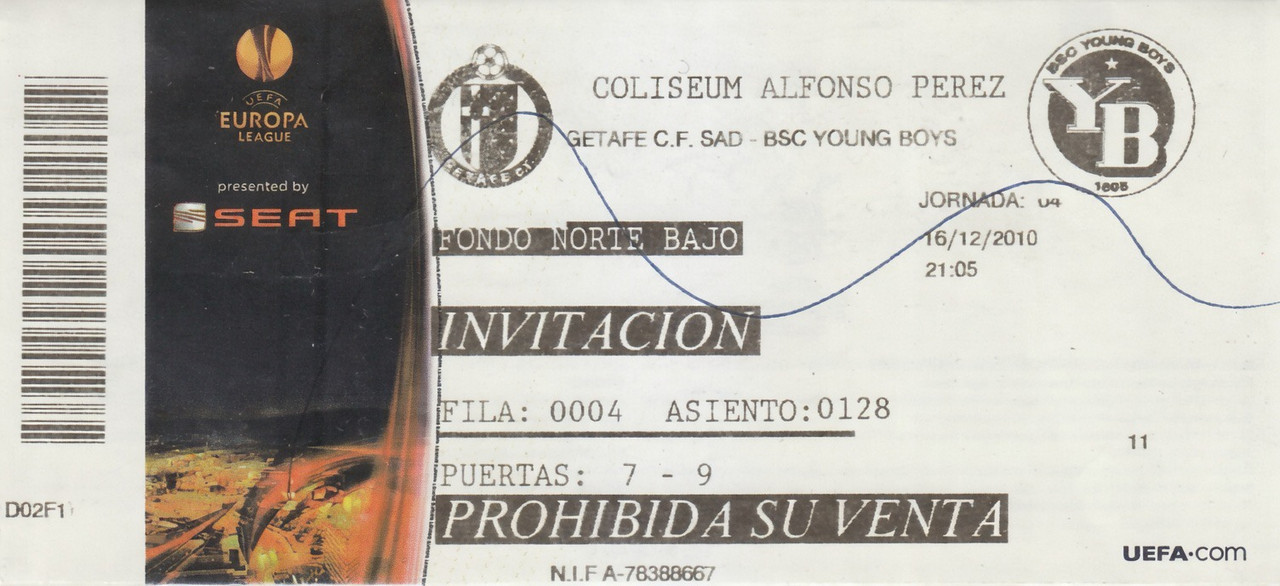 UEFA
EUROPA
LEAGUE
presented by
SEAT
D02F1
GETAFE C.F.
COLISEUM ALFONSO PEREZ
GETAFE C.F. SAD - BSC YOUNG BOYS
BSC YOUNG BOYS
YB
JORNADA: 04
16/12/2010
21:05
FONDO NORTE BAJO
INVITACION
FILA: 0004 ASIENTO:0128
11
PUERTAS: 7 - 9
PROHIBIDA SU VENTA
UEFA.com
N.I.F A-78388667